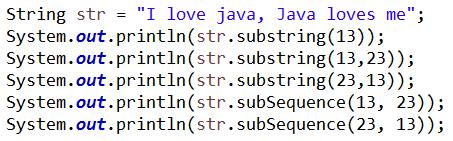 String str = "I love java, Java loves me";
System.out.println(str.substring(13));
System.out.println(str.substring(13,23));
System.out.println(str.substring(23,13));
System.out.println(str.subSequence(13, 23));
System.out.println(str.subSequence(23, 13));